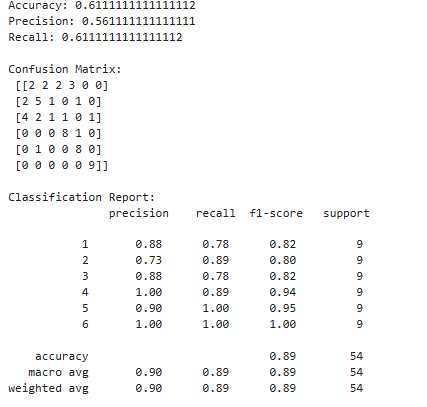 Accuracy: 0.6111111111111112
Precision: 0.561111111111111
Recall: 0.6111111111111112
Confusion Matrix:
[[2 2 2 3 0 0]
[2 5 1 0 1 0]
[4 2 1 1 0 1]
[0 0 0 8 1 0]
[0 1 0 0 8 0]
[0 0 0 0 0 9]]
Classification Report:
precision recall f1-score support
1 0.88 0.78 0.82 9
2 0.73 0.89 0.80 9
3 0.88 0.78 0.82 9
4 1.00 0.89 0.94 9
5 0.90 1.00 0.95 9
6 1.00 1.00 1.00 9
accuracy 0.89 54
macro avg 0.90 0.89 0.89 54
weighted avg 0.90 0.89 0.89 54